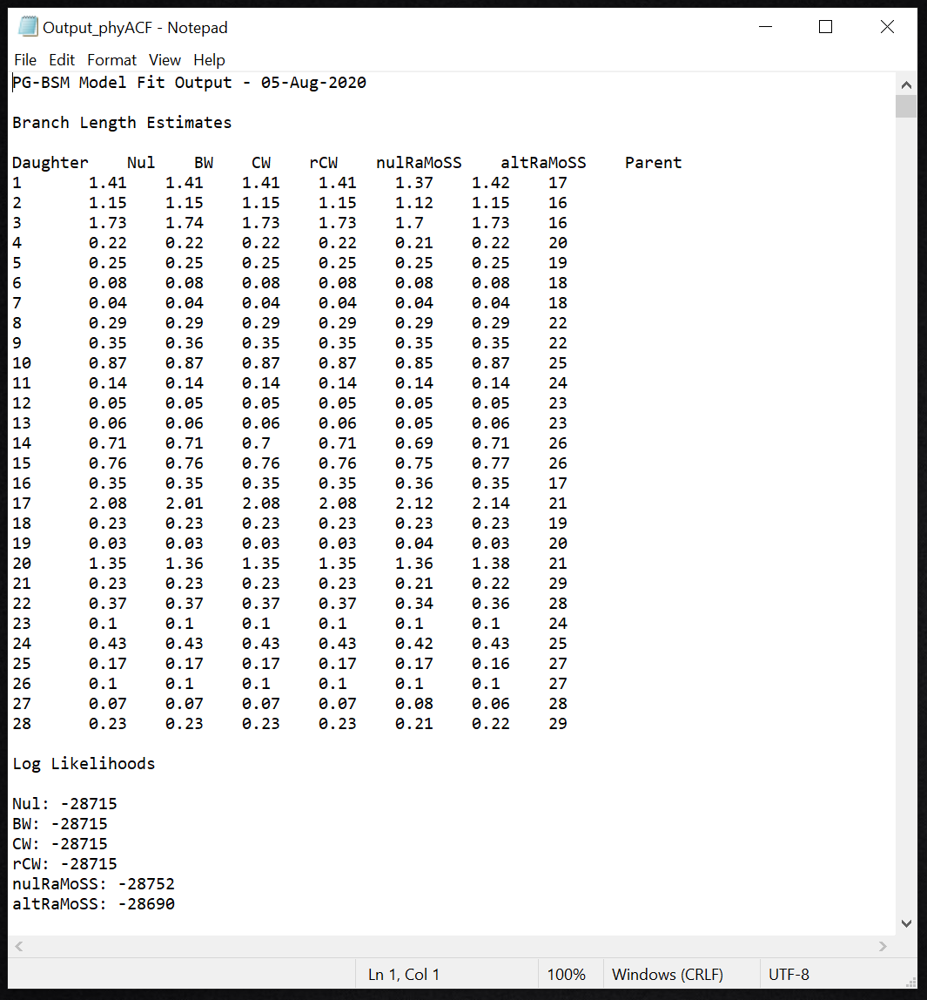 Output_phyACF - Notepad
File Edit Format View Help
PG-BSM Model Fit Output - 05-Aug-2020
Branch Length Estimates
Daughter Nul BW CW rCW nulRaMoSS altRaMoSS Parent
1 1.41 1.41 1.41 1.41 1.37 1.42 17
2 1.15 1.15 1.15 1.15 1.12 1.15 16
3 1.73 1.74 1.73 1.73 1.7 1.73 16
4 0.22 0.22 0.22 0.22 0.21 0.22 20
5 0.25 0.25 0.25 0.25 0.25 0.25 19
6 0.08 0.08 0.08 0.08 0.08 0.08 18
7 0.04 0.04 0.04 0.04 0.04 0.04 18
8 0.29 0.29 0.29 0.29 0.29 0.29 22
9 0.35 0.36 0.35 0.35 0.35 0.35 22
10 0.87 0.87 0.87 0.87 0.85 0.87 25
11 0.14 0.14 0.14 0.14 0.14 0.14 24
12 0.05 0.05 0.05 0.05 0.05 0.05 23
13 0.06 0.06 0.06 0.06 0.05 0.06 23
14 0.71 0.71 0.7 0.71 0.69 0.71 26
15 0.76 0.76 0.76 0.76 0.75 0.77 26
16 0.35 0.35 0.35 0.35 0.36 0.35 17
17 2.08 2.01 2.08 2.08 2.12 2.14 21
18 0.23 0.23 0.23 0.23 0.23 0.23 19
19 0.03 0.03 0.03 0.03 0.04 0.03 20
20 1.35 1.36 1.35 1.35 1.36 1.38 21
21 0.23 0.23 0.23 0.23 0.21 0.22 29
22 0.37 0.37 0.37 0.37 0.34 0.36 28
23 0.1 0.1 0.1 0.1 0.1 0.1 24
24 0.43 0.43 0.43 0.43 0.42 0.43 25
25 0.17 0.17 0.17 0.17 0.17 0.16 27
26 0.1 0.1 0.1 0.1 0.1 0.1 27
27 0.07 0.07 0.07 0.07 0.08 0.06 28
28 0.23 0.23 0.23 0.23 0.21 0.22 29
Log Likelihoods
Nul: -28715
BW: -28715
CW: -28715
rCW: -28715
nulRaMoSS: -28752
altRaMoSS: -28690
Ln 1, Col 1 100% Windows (CRLF) UTF-8